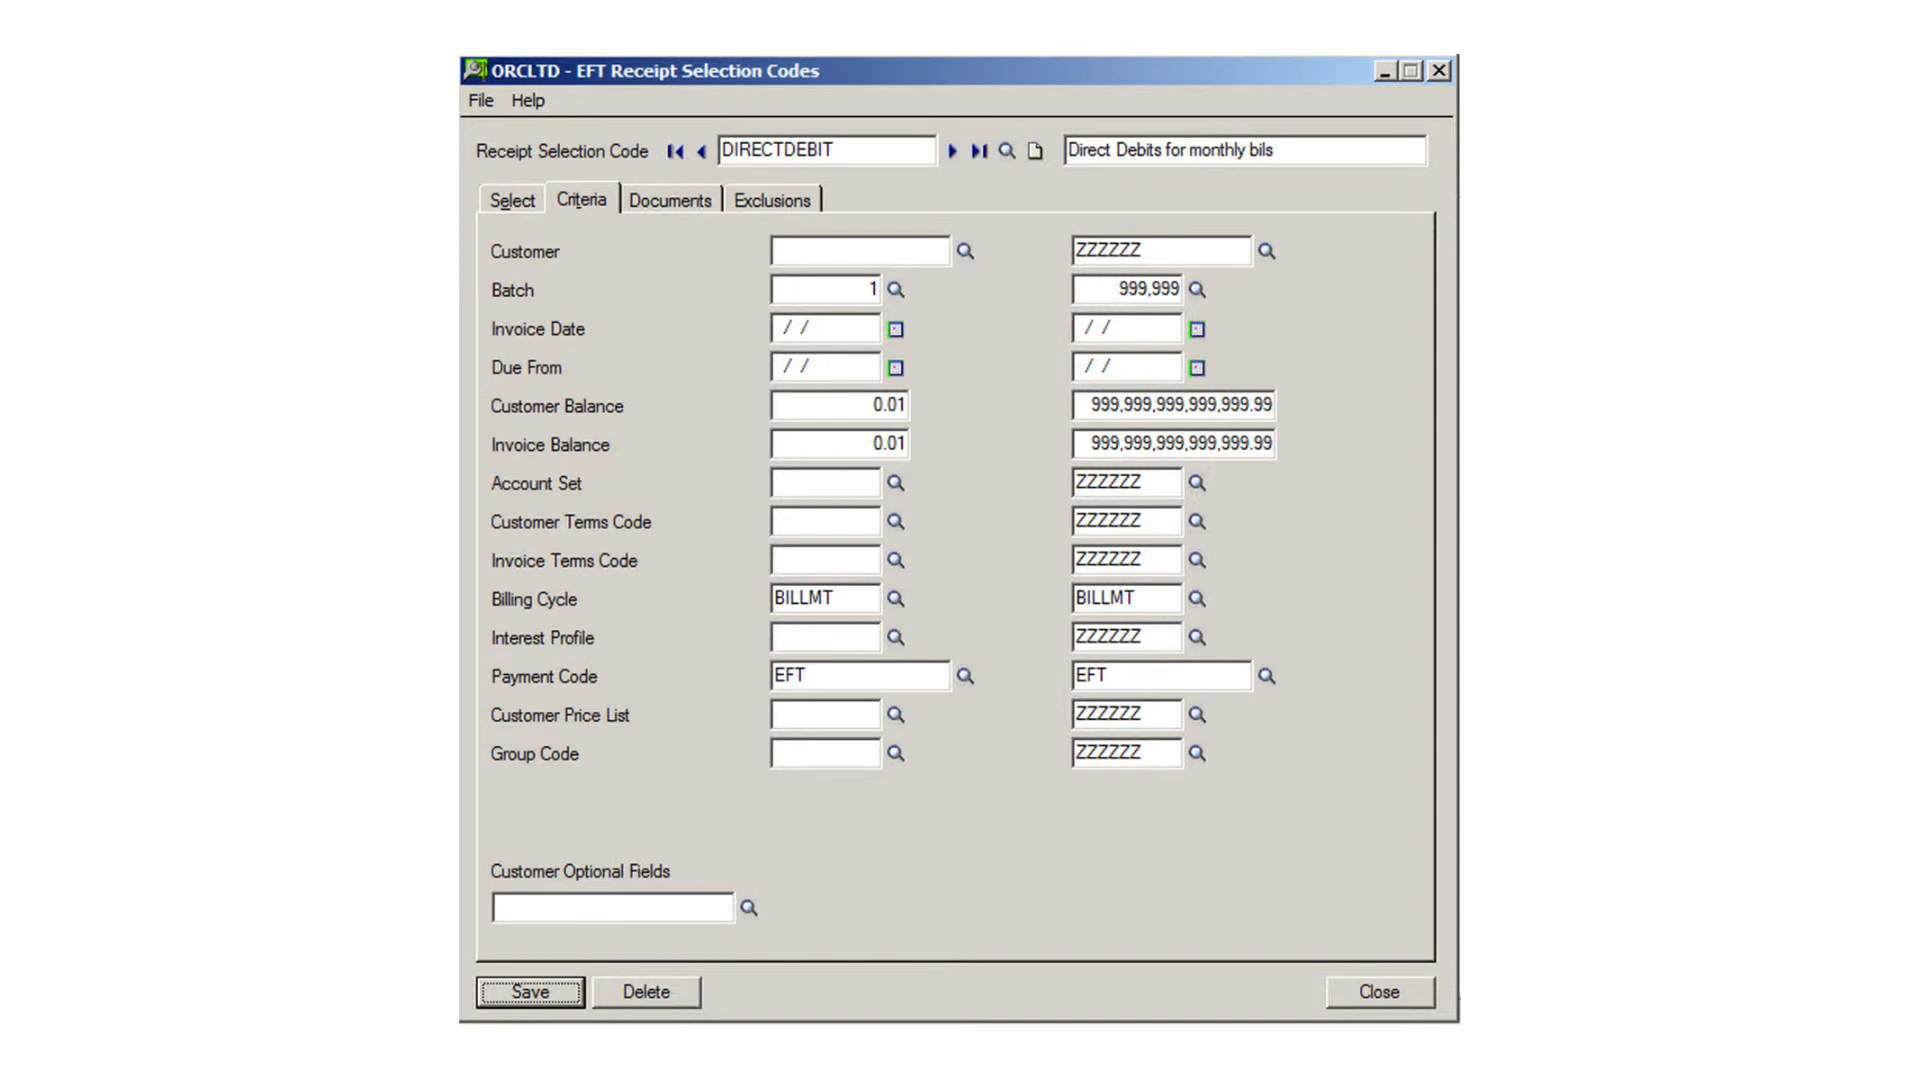 ORCLTD - EFT Receipt Selection Codes
File Help
Receipt Selection Code DIRECTDEBIT Direct Debits for monthly bils
Select Criteria Documents Exclusions
Customer ZZZZZZ
Batch 1 999,999
Invoice Date / / / /
Due From / / / /
Customer Balance 0.01 999,999,999,999,999.99
Invoice Balance 0.01 999,999,999,999,999.99
Account Set ZZZZZZ
Customer Terms Code ZZZZZZ
Invoice Terms Code ZZZZZZ
Billing Cycle BILLMT BILLMT
Interest Profile ZZZZZZ
Payment Code EFT EFT
Customer Price List ZZZZZZ
Group Code ZZZZZZ
Customer Optional Fields
Save Delete Close